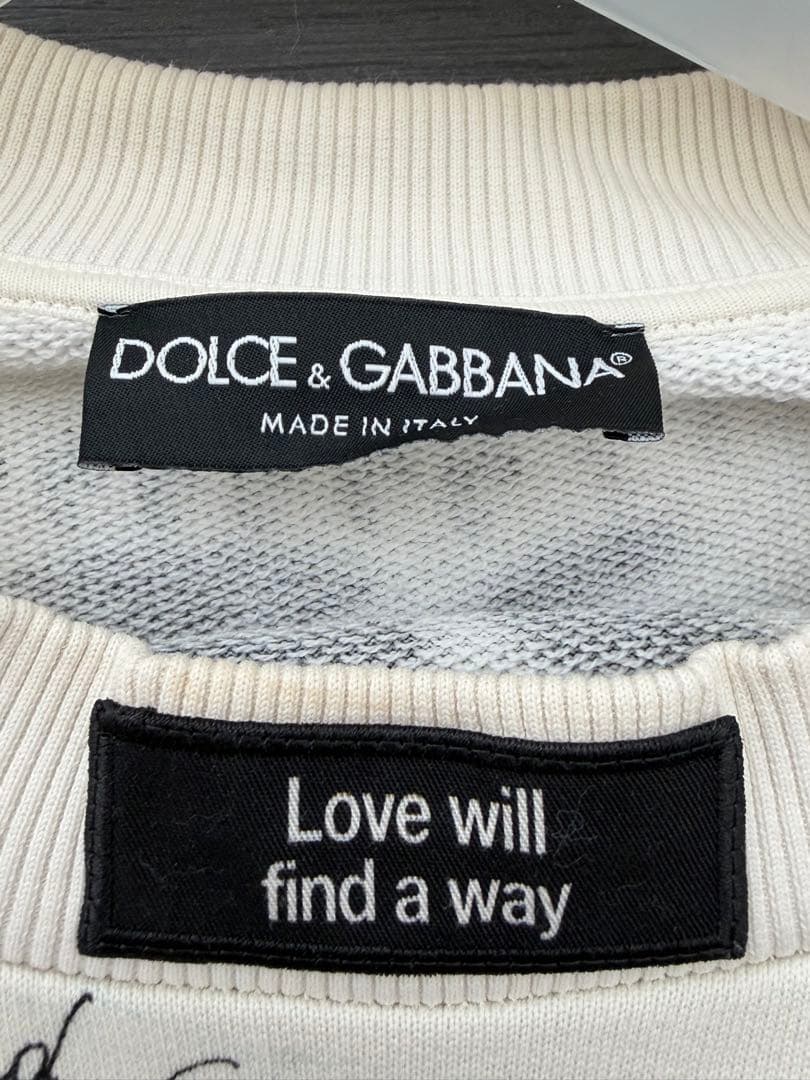 DOLCE & GABBANA®
MADE IN ITALY
Love will
find a way